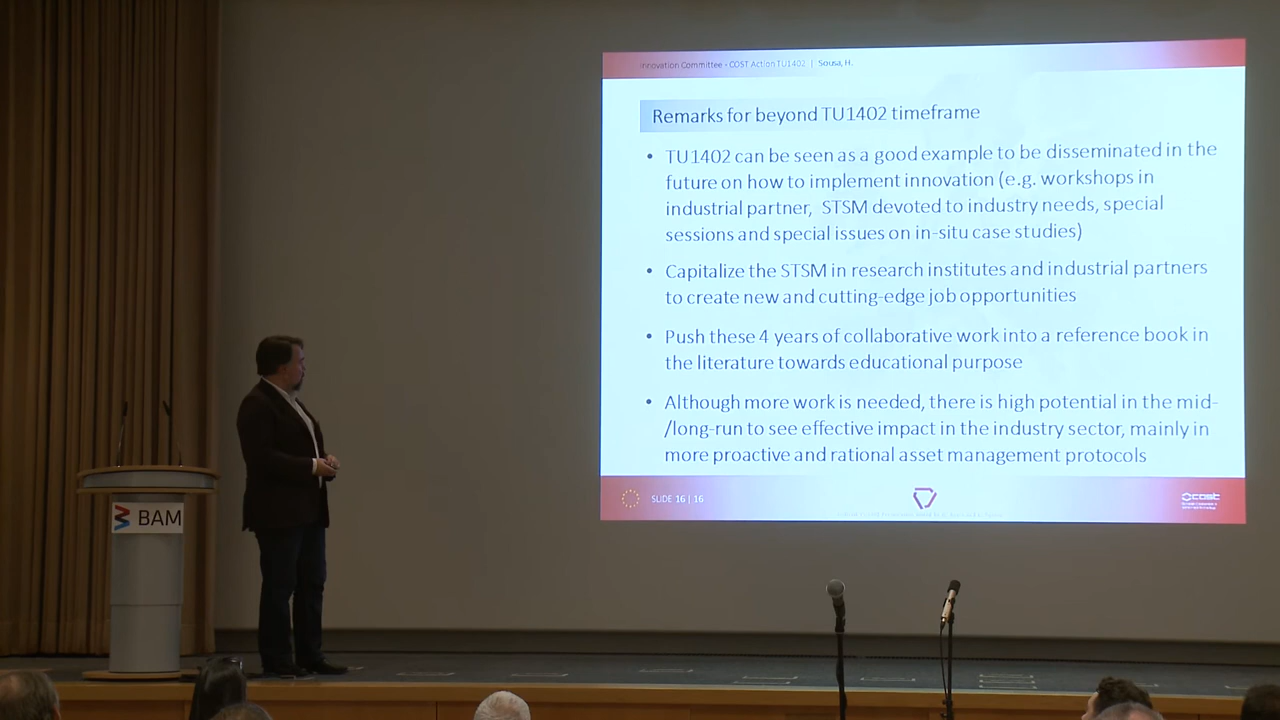 Innovation Committee - COST Action TU1402 | Sousa, H.
Remarks for beyond TU1402 timeframe
• TU1402 can be seen as a good example to be disseminated in the
future on how to implement innovation (e.g. workshops in
industrial partner, STSM devoted to industry needs, special
sessions and special issues on in-situ case studies)
• Capitalize the STSM in research institutes and industrial partners
to create new and cutting-edge job opportunities
• Push these 4 years of collaborative work into a reference book in
the literature towards educational purpose
• Although more work is needed, there is high potential in the mid-
/long-run to see effective impact in the industry sector, mainly in
more proactive and rational asset management protocols
SLIDE 16 | 16
cost
BAM